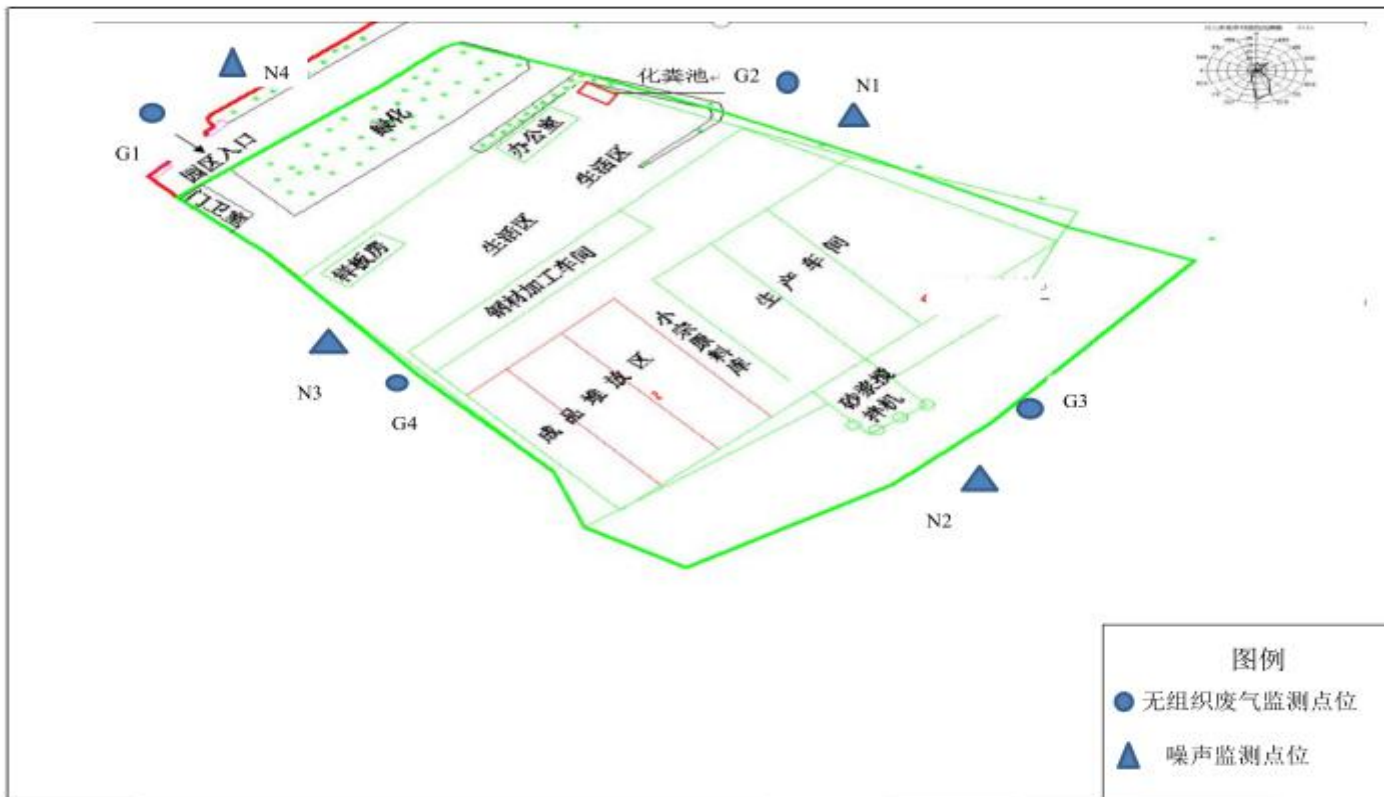 N4
G1
园区入口
门卫室
绿化
化粪池
G2
N1
办公室
生活区
生活区
样板房
钢材加工车间
生产车间
小宗原料库
成品堆放区
2
砂浆搅
拌机
N3
G4
G3
N2
图例
无组织废气监测点位
噪声监测点位